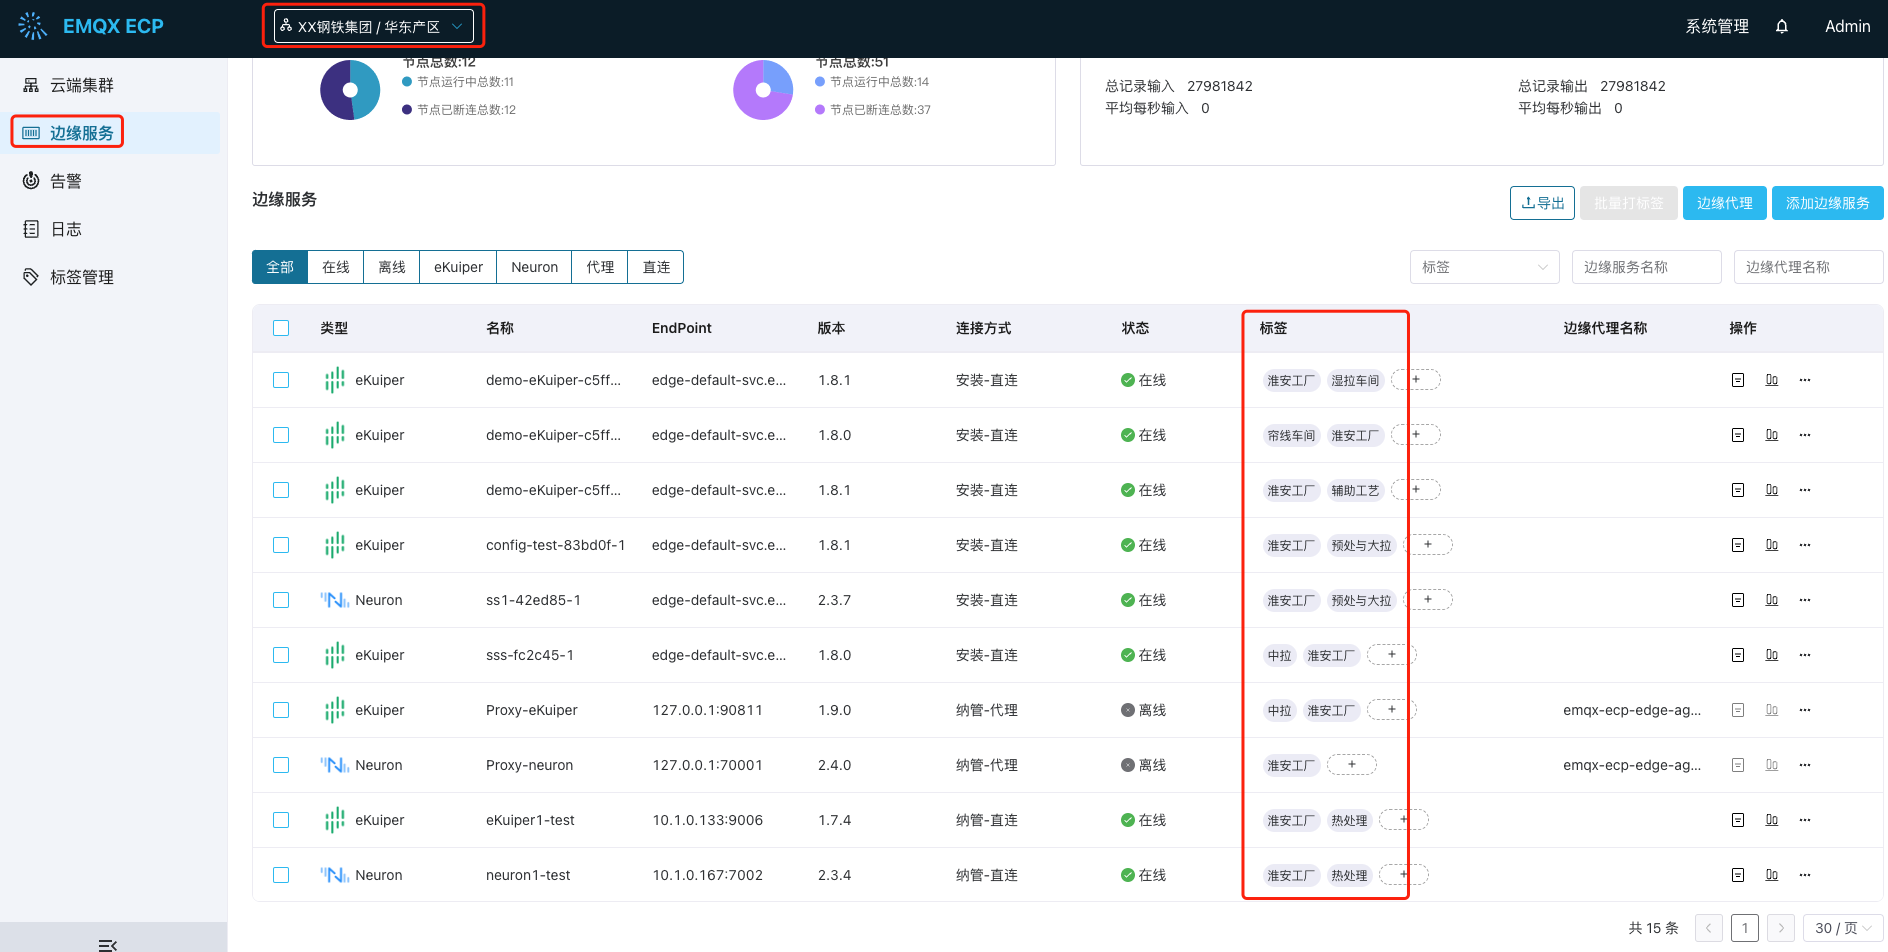 EMQX ECP
XX钢铁集团 / 华东产区
系统管理
Admin
云端集群
边缘服务
告警
日志
标签管理
节点总数:12
节点运行中总数:11
节点已断连总数:12
节点总数:51
节点运行中总数:14
节点已断连总数:37
总记录输入 27981842
平均每秒输入 0
总记录输出 27981842
平均每秒输出 0
边缘服务
导出
批量打标签
边缘代理
添加边缘服务
全部 在线 离线 eKuiper Neuron 代理 直连
标签
边缘服务名称
边缘代理名称
类型 名称 EndPoint 版本 连接方式 状态 标签 边缘代理名称 操作
eKuiper demo-eKuiper-c5ff... edge-default-svc.e... 1.8.1 安装-直连 在线 淮安工厂 湿拉车间 + ...
eKuiper demo-eKuiper-c5ff... edge-default-svc.e... 1.8.0 安装-直连 在线 帘线车间 淮安工厂 + ...
eKuiper demo-eKuiper-c5ff... edge-default-svc.e... 1.8.1 安装-直连 在线 淮安工厂 辅助工艺 + ...
eKuiper config-test-83bd0f-1 edge-default-svc.e... 1.8.1 安装-直连 在线 淮安工厂 预处与大拉 + ...
Neuron ss1-42ed85-1 edge-default-svc.e... 2.3.7 安装-直连 在线 淮安工厂 预处与大拉 + ...
eKuiper sss-fc2c45-1 edge-default-svc.e... 1.8.0 安装-直连 在线 中拉 淮安工厂 + ...
eKuiper Proxy-eKuiper 127.0.0.1:90811 1.9.0 纳管-代理 离线 中拉 淮安工厂 + emqx-ecp-edge-ag... ...
Neuron Proxy-neuron 127.0.0.1:70001 2.4.0 纳管-代理 离线 淮安工厂 + emqx-ecp-edge-ag... ...
eKuiper eKuiper1-test 10.1.0.133:9006 1.7.4 纳管-直连 在线 淮安工厂 热处理 + ...
Neuron neuron1-test 10.1.0.167:7002 2.3.4 纳管-直连 在线 淮安工厂 热处理 + ...
共 15 条 < 1 > 30 / 页